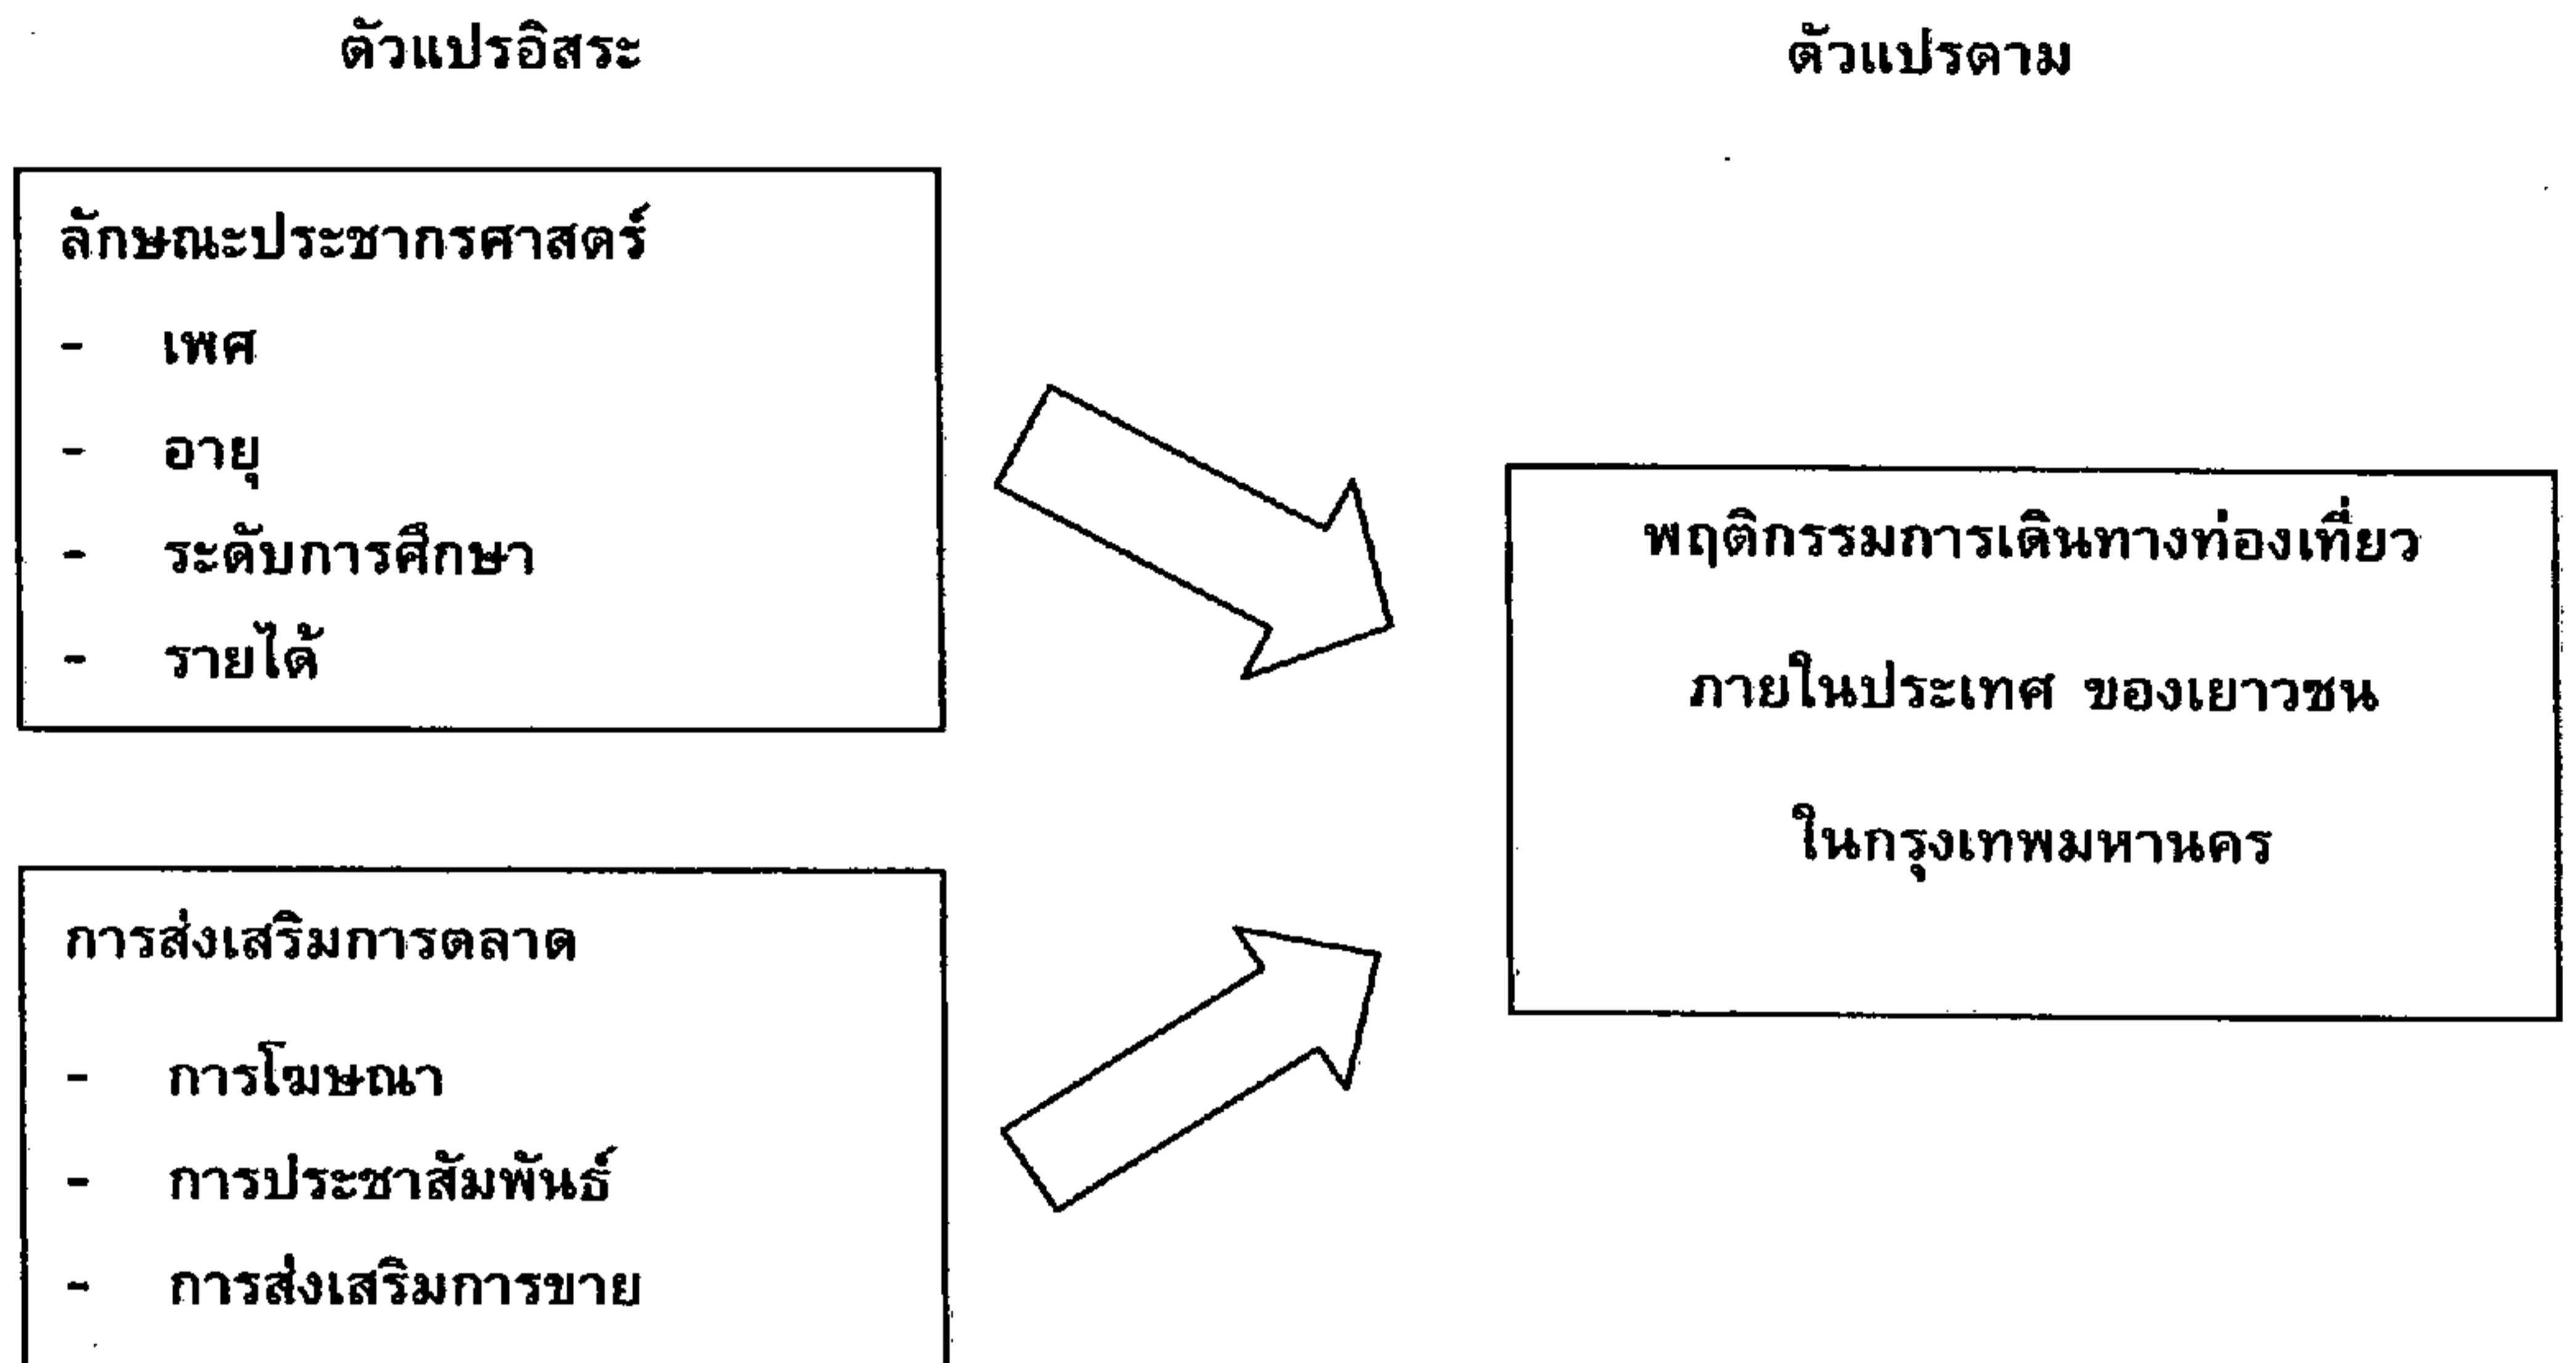 ตัวแปรอิสระ
ตัวแปรตาม
ลักษณะประชากรศาสตร์
- เพศ
- อายุ
- ระดับการศึกษา
- รายได้
พฤติกรรมการเดินทางท่องเที่ยว
ภายในประเทศ ของเยาวชน
ในกรุงเทพมหานคร
การส่งเสริมการตลาด
- การโฆษณา
- การประชาสัมพันธ์
- การส่งเสริมการขาย